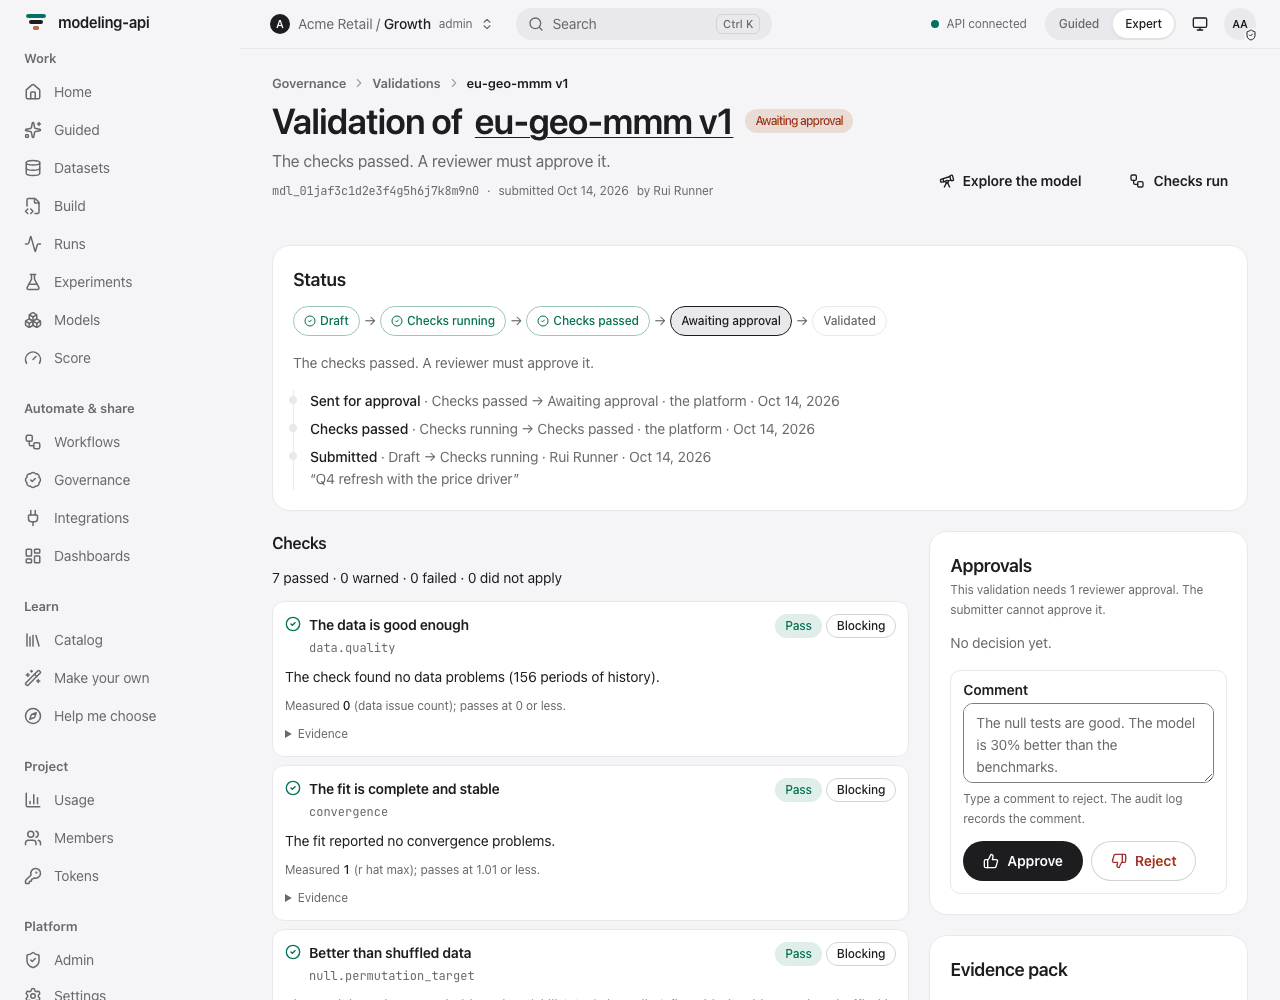 modeling-api
A Acme Retail / Growth admin
Search Ctrl K
API connected
Guided Expert
AA
Work
Home
Guided
Datasets
Build
Runs
Experiments
Models
Score
Automate & share
Workflows
Governance
Integrations
Dashboards
Learn
Catalog
Make your own
Help me choose
Project
Usage
Members
Tokens
Platform
Admin
Settings
Governance > Validations > eu-geo-mmm v1
Validation of eu-geo-mmm v1 Awaiting approval
The checks passed. A reviewer must approve it.
mdl_01jaf3c1d2e3f4g5h6j7k8m9n0 · submitted Oct 14, 2026 by Rui Runner
Explore the model Checks run
Status
Draft → Checks running → Checks passed → Awaiting approval → Validated
The checks passed. A reviewer must approve it.
Sent for approval · Checks passed → Awaiting approval · the platform · Oct 14, 2026
Checks passed · Checks running → Checks passed · the platform · Oct 14, 2026
Submitted · Draft → Checks running · Rui Runner · Oct 14, 2026
“Q4 refresh with the price driver”
Checks
7 passed · 0 warned · 0 failed · 0 did not apply
The data is good enough Pass Blocking
data.quality
The check found no data problems (156 periods of history).
Measured 0 (data issue count); passes at 0 or less.
Evidence
The fit is complete and stable Pass Blocking
convergence
The fit reported no convergence problems.
Measured 1 (r hat max); passes at 1.01 or less.
Evidence
Better than shuffled data Pass Blocking
null.permutation_target
Approvals
This validation needs 1 reviewer approval. The
submitter cannot approve it.
No decision yet.
Comment
The null tests are good. The model
is 30% better than the
benchmarks.
Type a comment to reject. The audit log
records the comment.
Approve Reject
Evidence pack